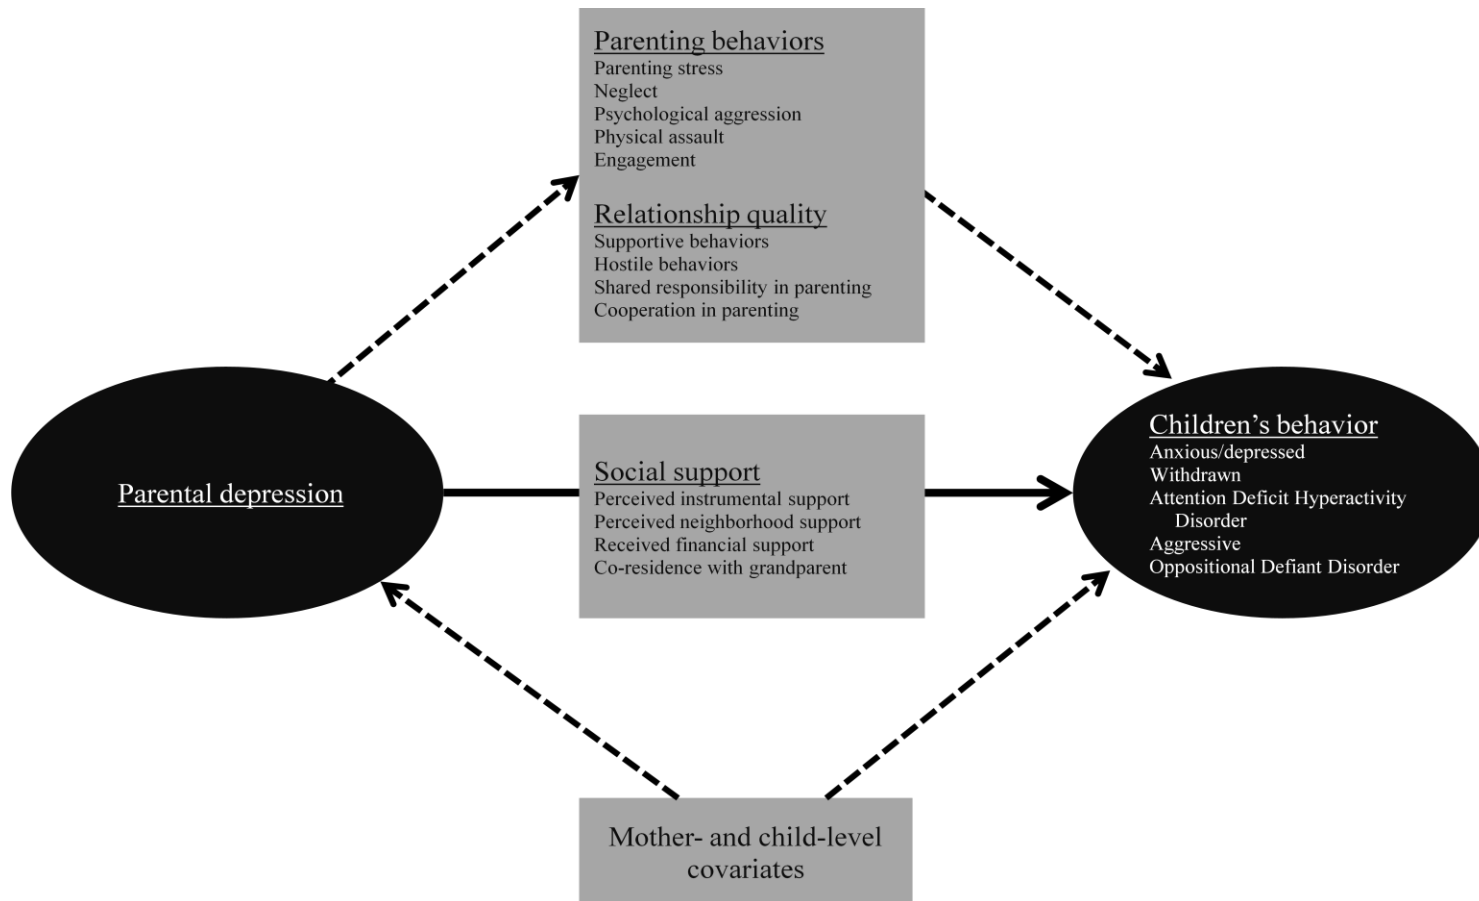 Parenting behaviors
Parenting stress
Neglect
Psychological aggression
Physical assault
Engagement
Relationship quality
Supportive behaviors
Hostile behaviors
Shared responsibility in parenting
Cooperation in parenting
Parental depression
Social support
Perceived instrumental support
Perceived neighborhood support
Received financial support
Co-residence with grandparent
Children’s behavior
Anxious/depressed
Withdrawn
Attention Deficit Hyperactivity
Disorder
Aggressive
Oppositional Defiant Disorder
Mother- and child-level
covariates